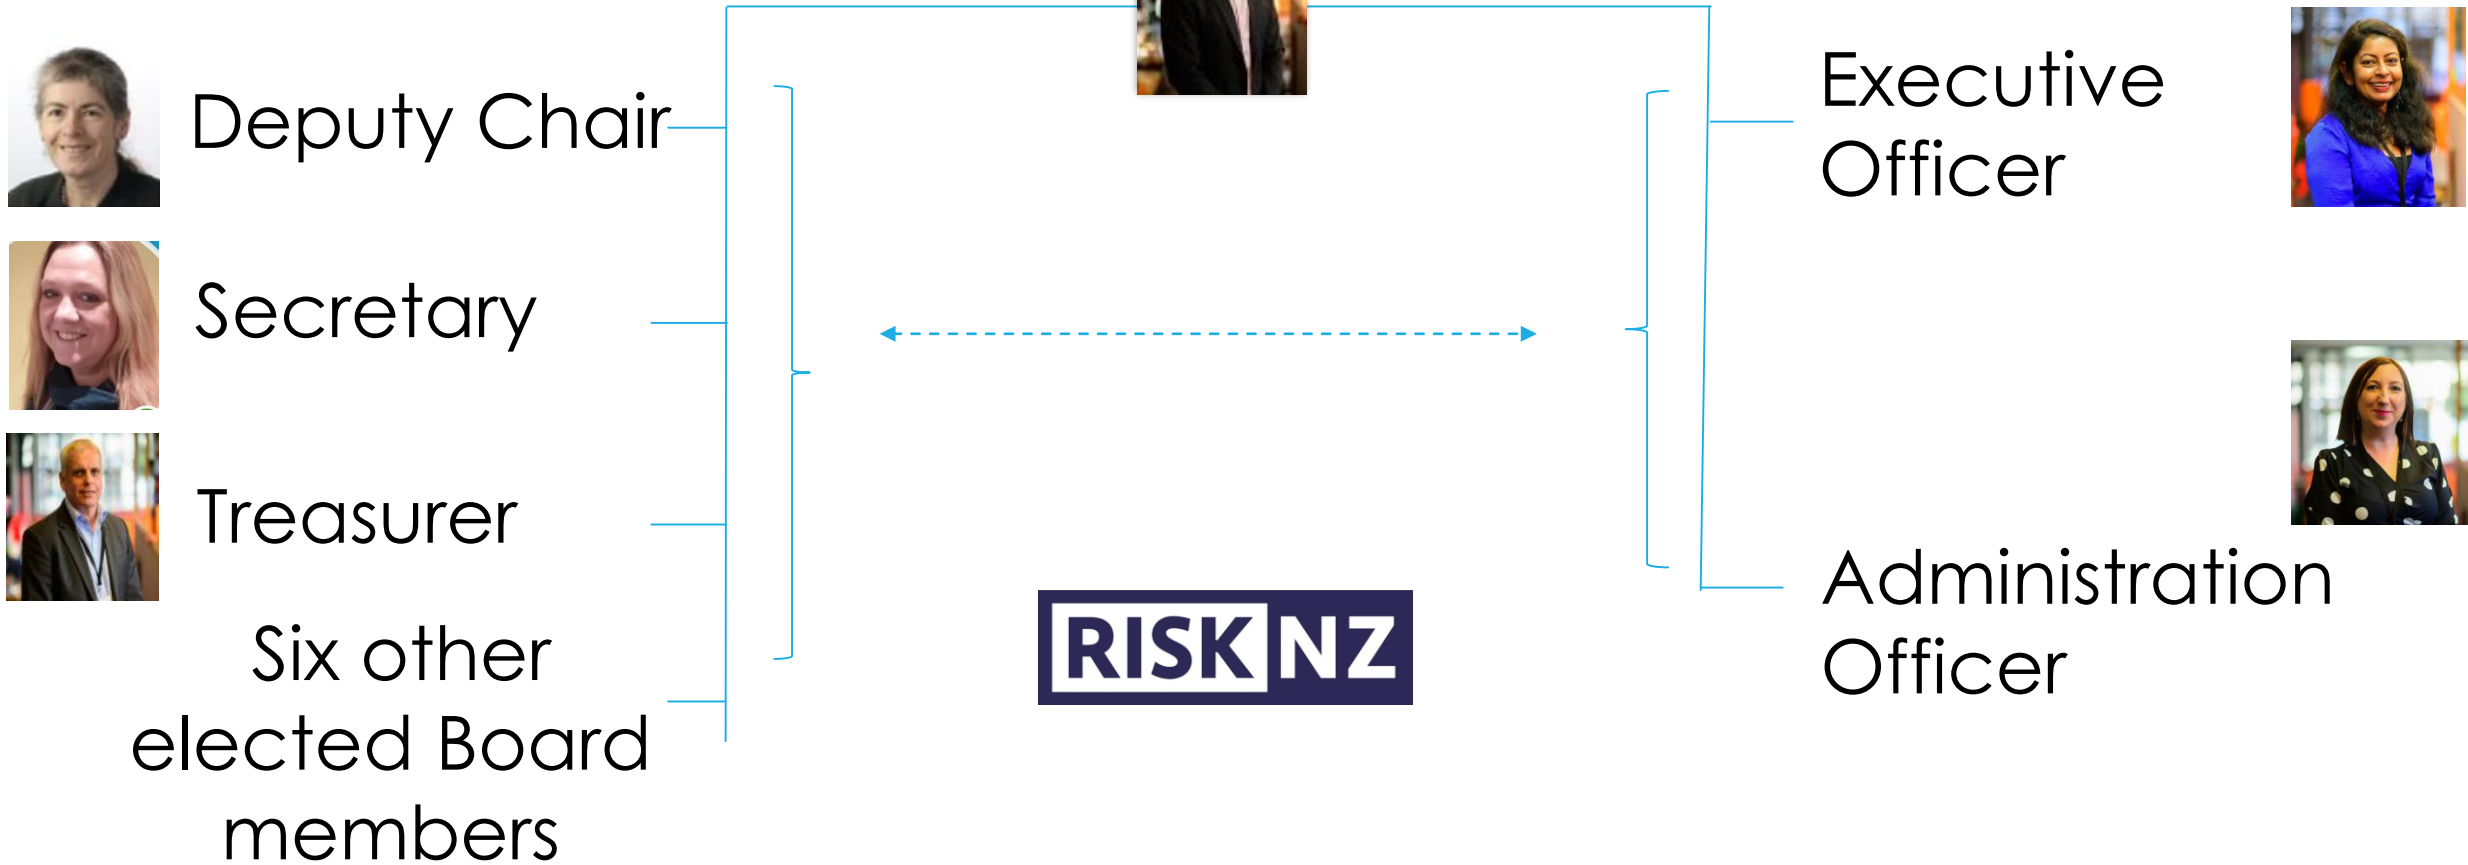 Deputy Chair
Secretary
Treasurer
Six other
elected Board
members
RISK NZ
Executive
Officer
Administration
Officer